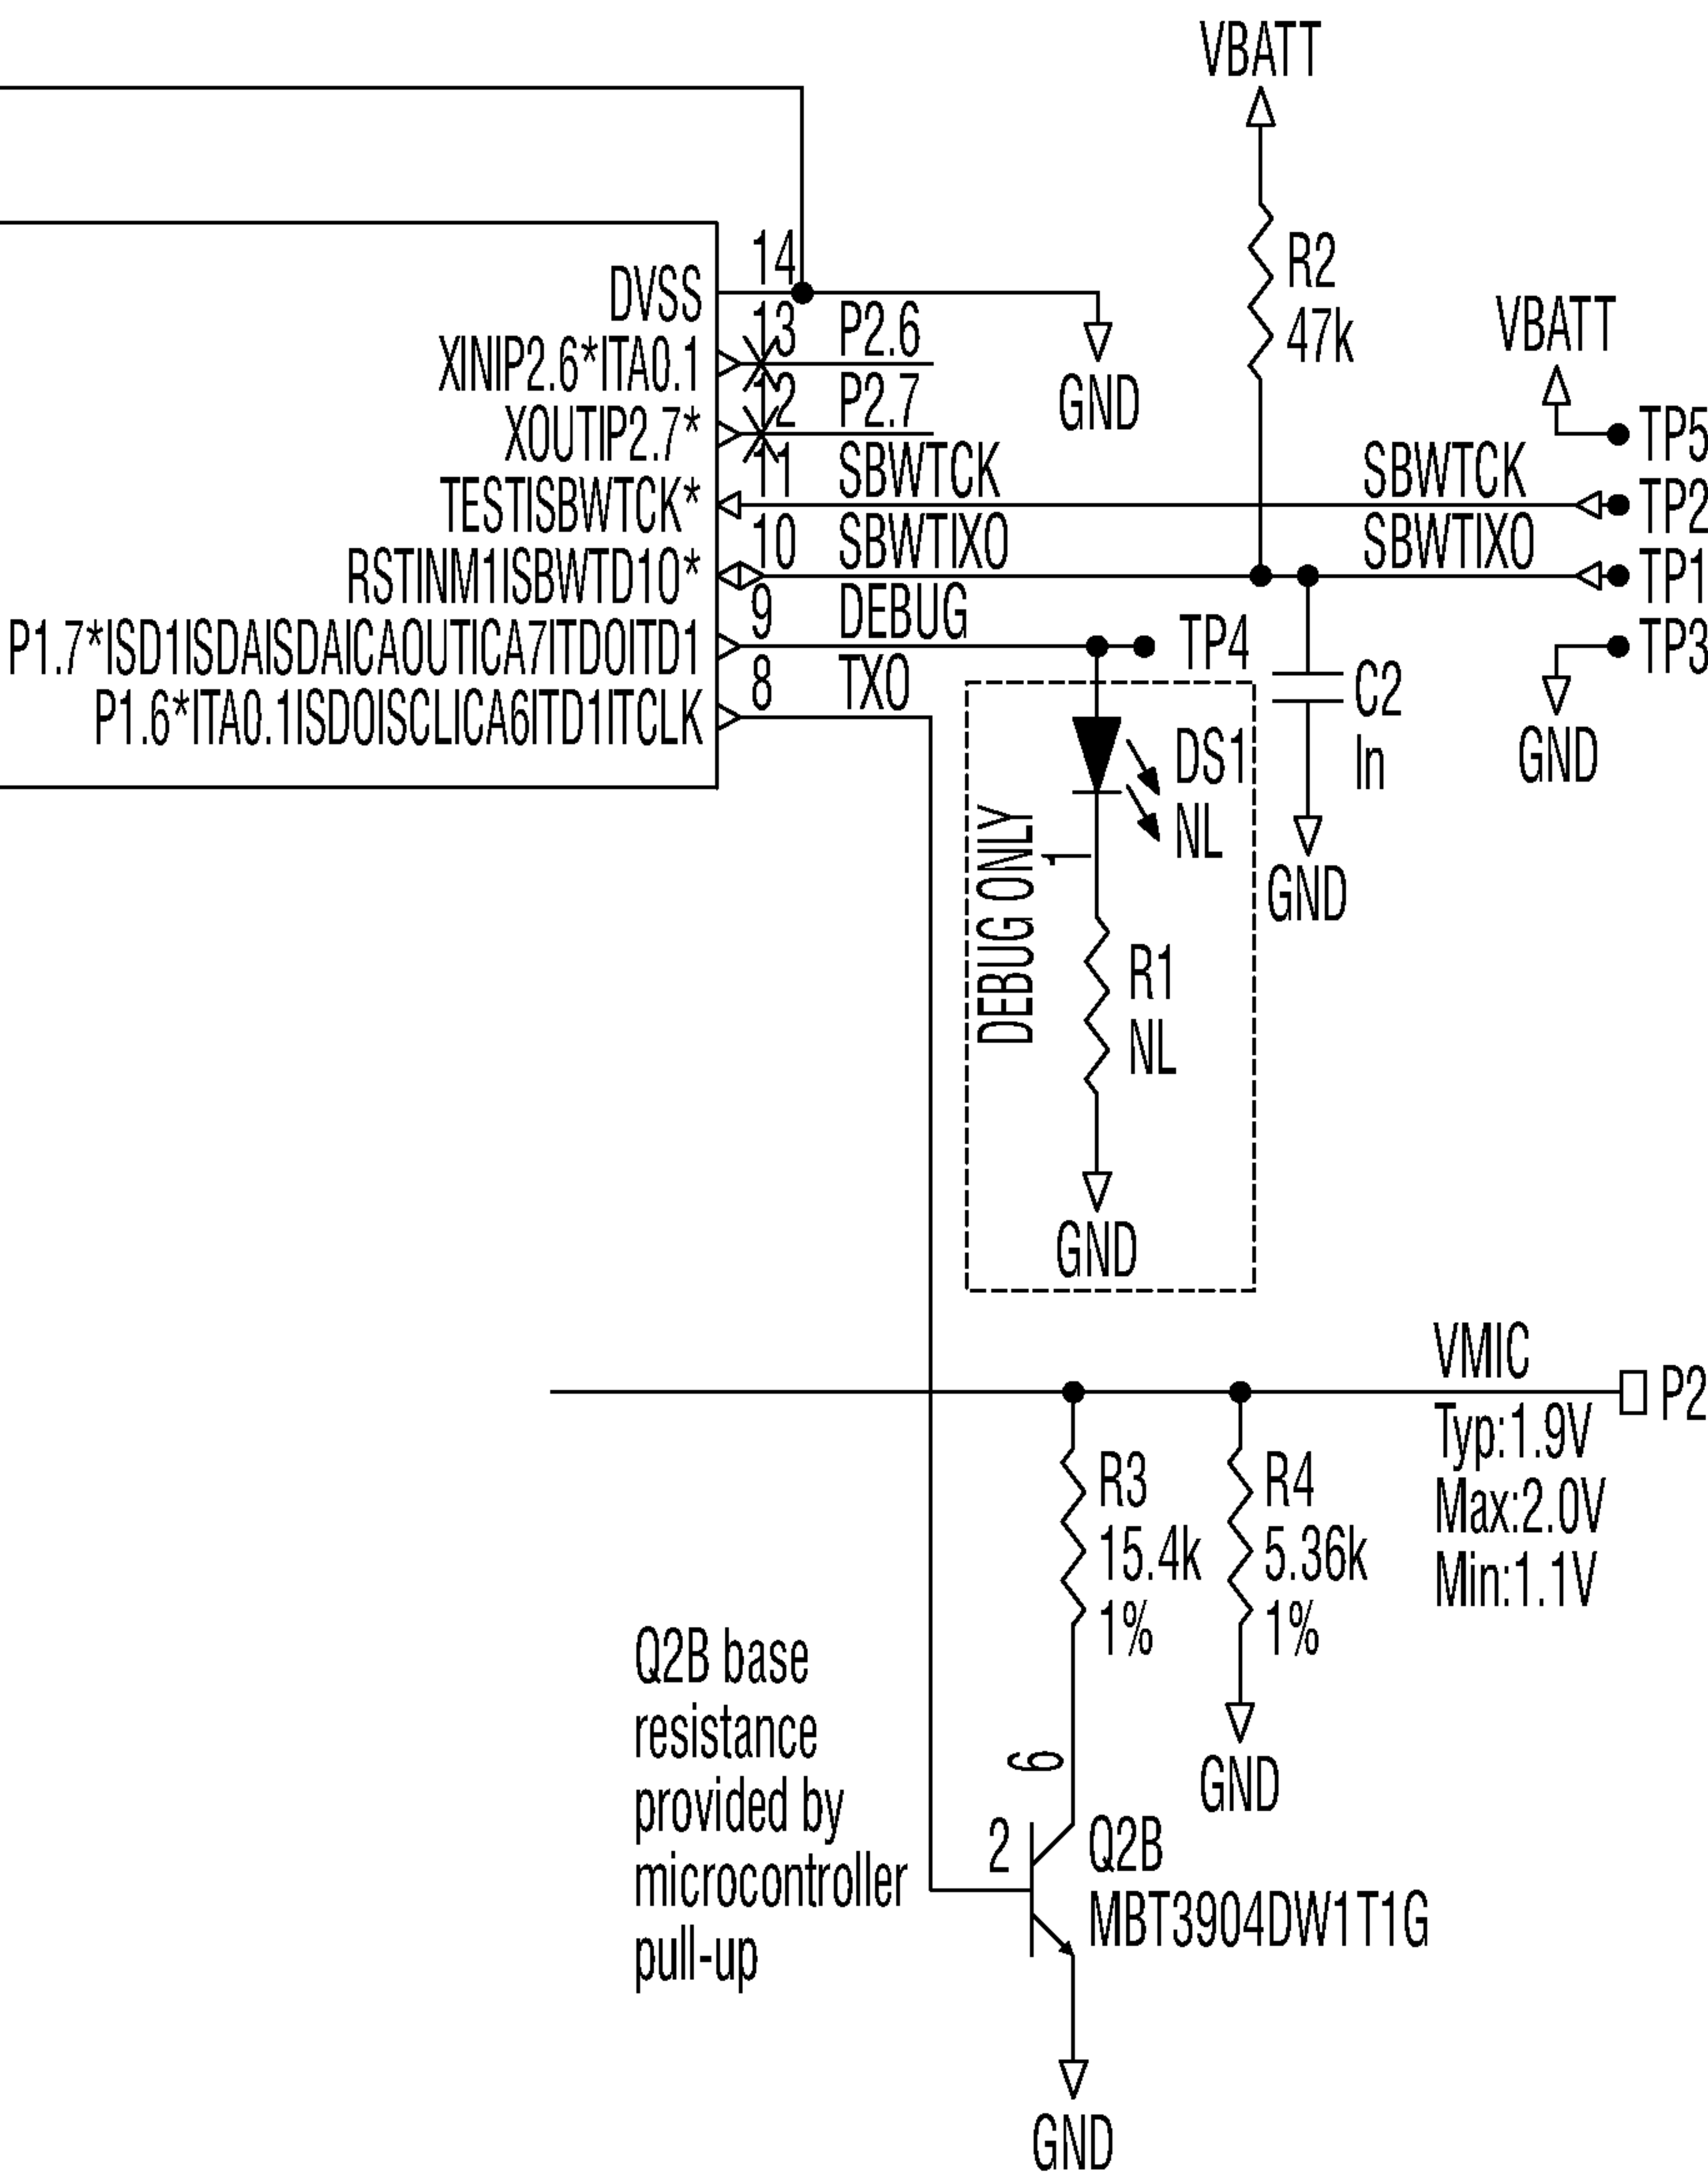 VBATT
14
DVSS
R2
47k
13
P2.6
XINIP2.6*ITA0.1
GND
VBATT
12
P2.7
XOUTIP2.7*
TP5
11
SBWTCK
SBWTCK
TESTISBWTCK*
TP2
10
SBWTIXO
SBWTIXO
RSTINM1ISBWTD1O*
TP1
9
DEBUG
TP4
P1.7*ISD1ISDAISDAICAOUTICA7ITDOITD1
TP3
8
TXO
P1.6*ITA0.1ISDOISCLICA6ITD1ITCLK
C2
In
GND
DS1
NL
1
GND
DEBUG ONLY
R1
NL
GND
VMIC
P2
Typ:1.9V
Max:2.0V
Min:1.1V
R3
15.4k
1%
R4
5.36k
1%
GND
Q2B base
resistance
provided by
microcontroller
pull-up
6
2
Q2B
MBT3904DW1T1G
GND